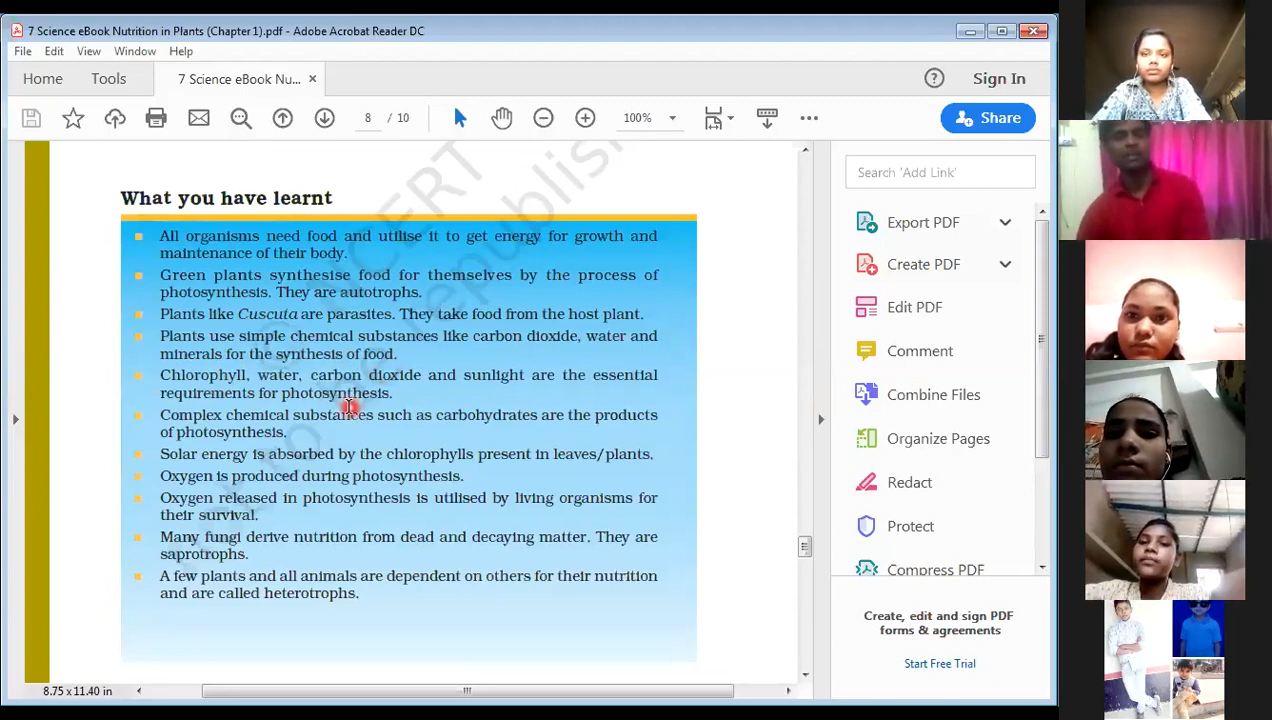 7 Science eBook Nutrition in Plants (Chapter 1).pdf - Adobe Acrobat Reader DC
File Edit View Window Help
Home Tools 7 Science eBook Nu... × Sign In
8 / 10 100% Share
What you have learnt
All organisms need food and utilise it to get energy for growth and
maintenance of their body.
Green plants synthesise food for themselves by the process of
photosynthesis. They are autotrophs.
Plants like Cuscuta are parasites. They take food from the host plant.
Plants use simple chemical substances like carbon dioxide, water and
minerals for the synthesis of food.
Chlorophyll, water, carbon dioxide and sunlight are the essential
requirements for photosynthesis.
Complex chemical substances such as carbohydrates are the products
of photosynthesis.
Solar energy is absorbed by the chlorophylls present in leaves/plants.
Oxygen is produced during photosynthesis.
Oxygen released in photosynthesis is utilised by living organisms for
their survival.
Many fungi derive nutrition from dead and decaying matter. They are
saprotrophs.
A few plants and all animals are dependent on others for their nutrition
and are called heterotrophs.
8.75 x 11.40 in
Search 'Add Link'
Export PDF
Create PDF
Edit PDF
Comment
Combine Files
Organize Pages
Redact
Protect
Compress PDF
Create, edit and sign PDF
forms & agreements
Start Free Trial